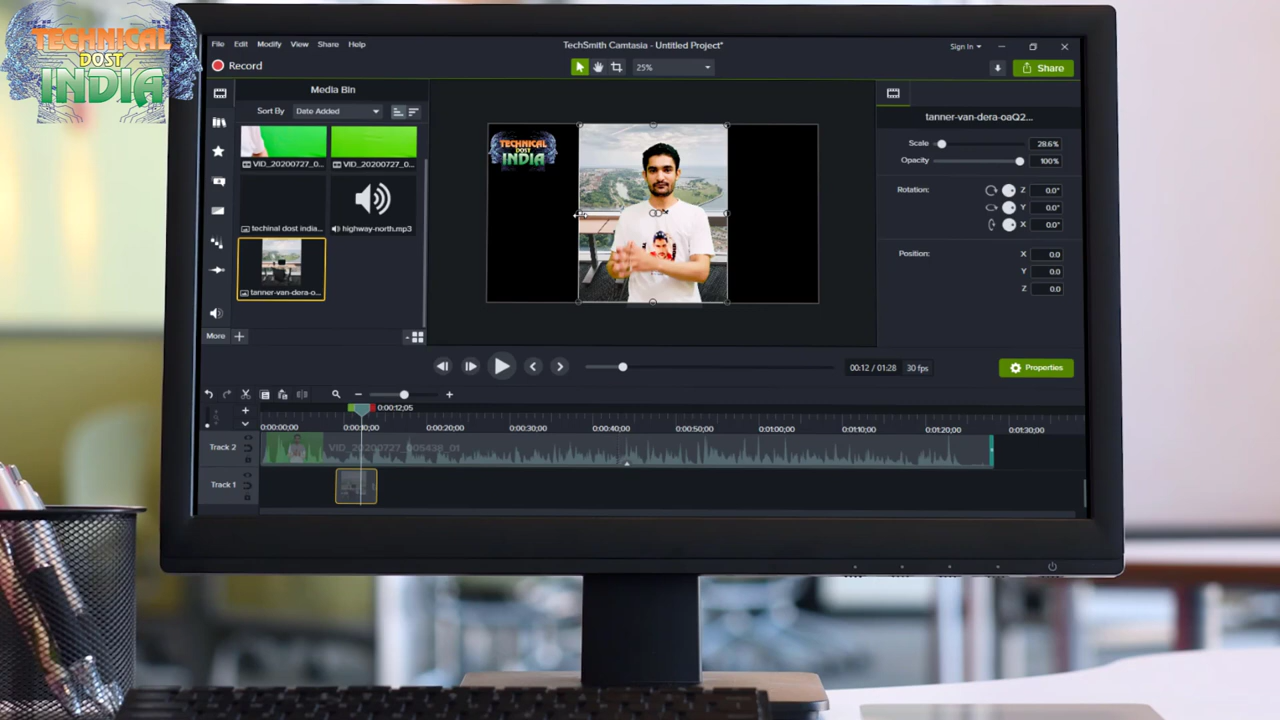 TECHNICAL
DOST
INDIA
File Edit Modify View Share Help
TechSmith Camtasia - Untitled Project*
Sign In
Record
25%
Share
Media Bin
Sort By Date Added
VID_20200727_0...
VID_20200727_0...
techinal dost india...
highway-north.mp3
tanner-van-dera-o...
More
TECHNICAL
DOST
INDIA
tanner-van-dera-oaQ2...
Scale 28.6%
Opacity 100%
Rotation: Z 0.0°
Y 0.0°
X 0.0°
Position: X 0.0
Y 0.0
Z 0.0
00:12 / 01:28 30 fps
Properties
0:00:12;05
0:00:00;00 0:00:10;00 0:00:20;00 0:00:30;00 0:00:40;00 0:00:50;00 0:01:00;00 0:01:10;00 0:01:20;00 0:01:30;00
Track 2
VID_20200727_005438_01
Track 1